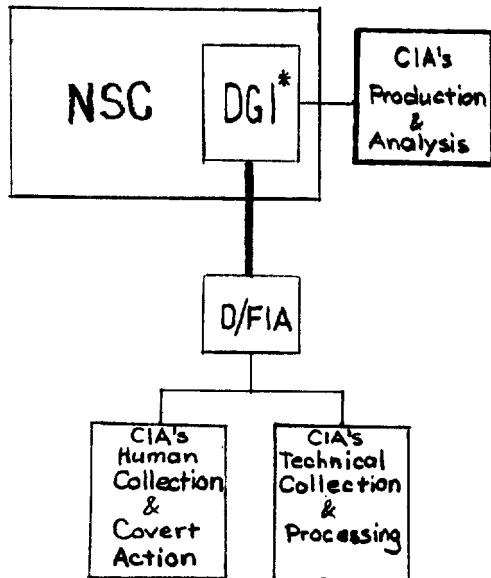 NSC
DGI*
CIA's
Production
&
Analysis
D/FIA
CIA's
Human
Collection
&
Covert
Action
CIA's
Technical
Collection
&
Processing